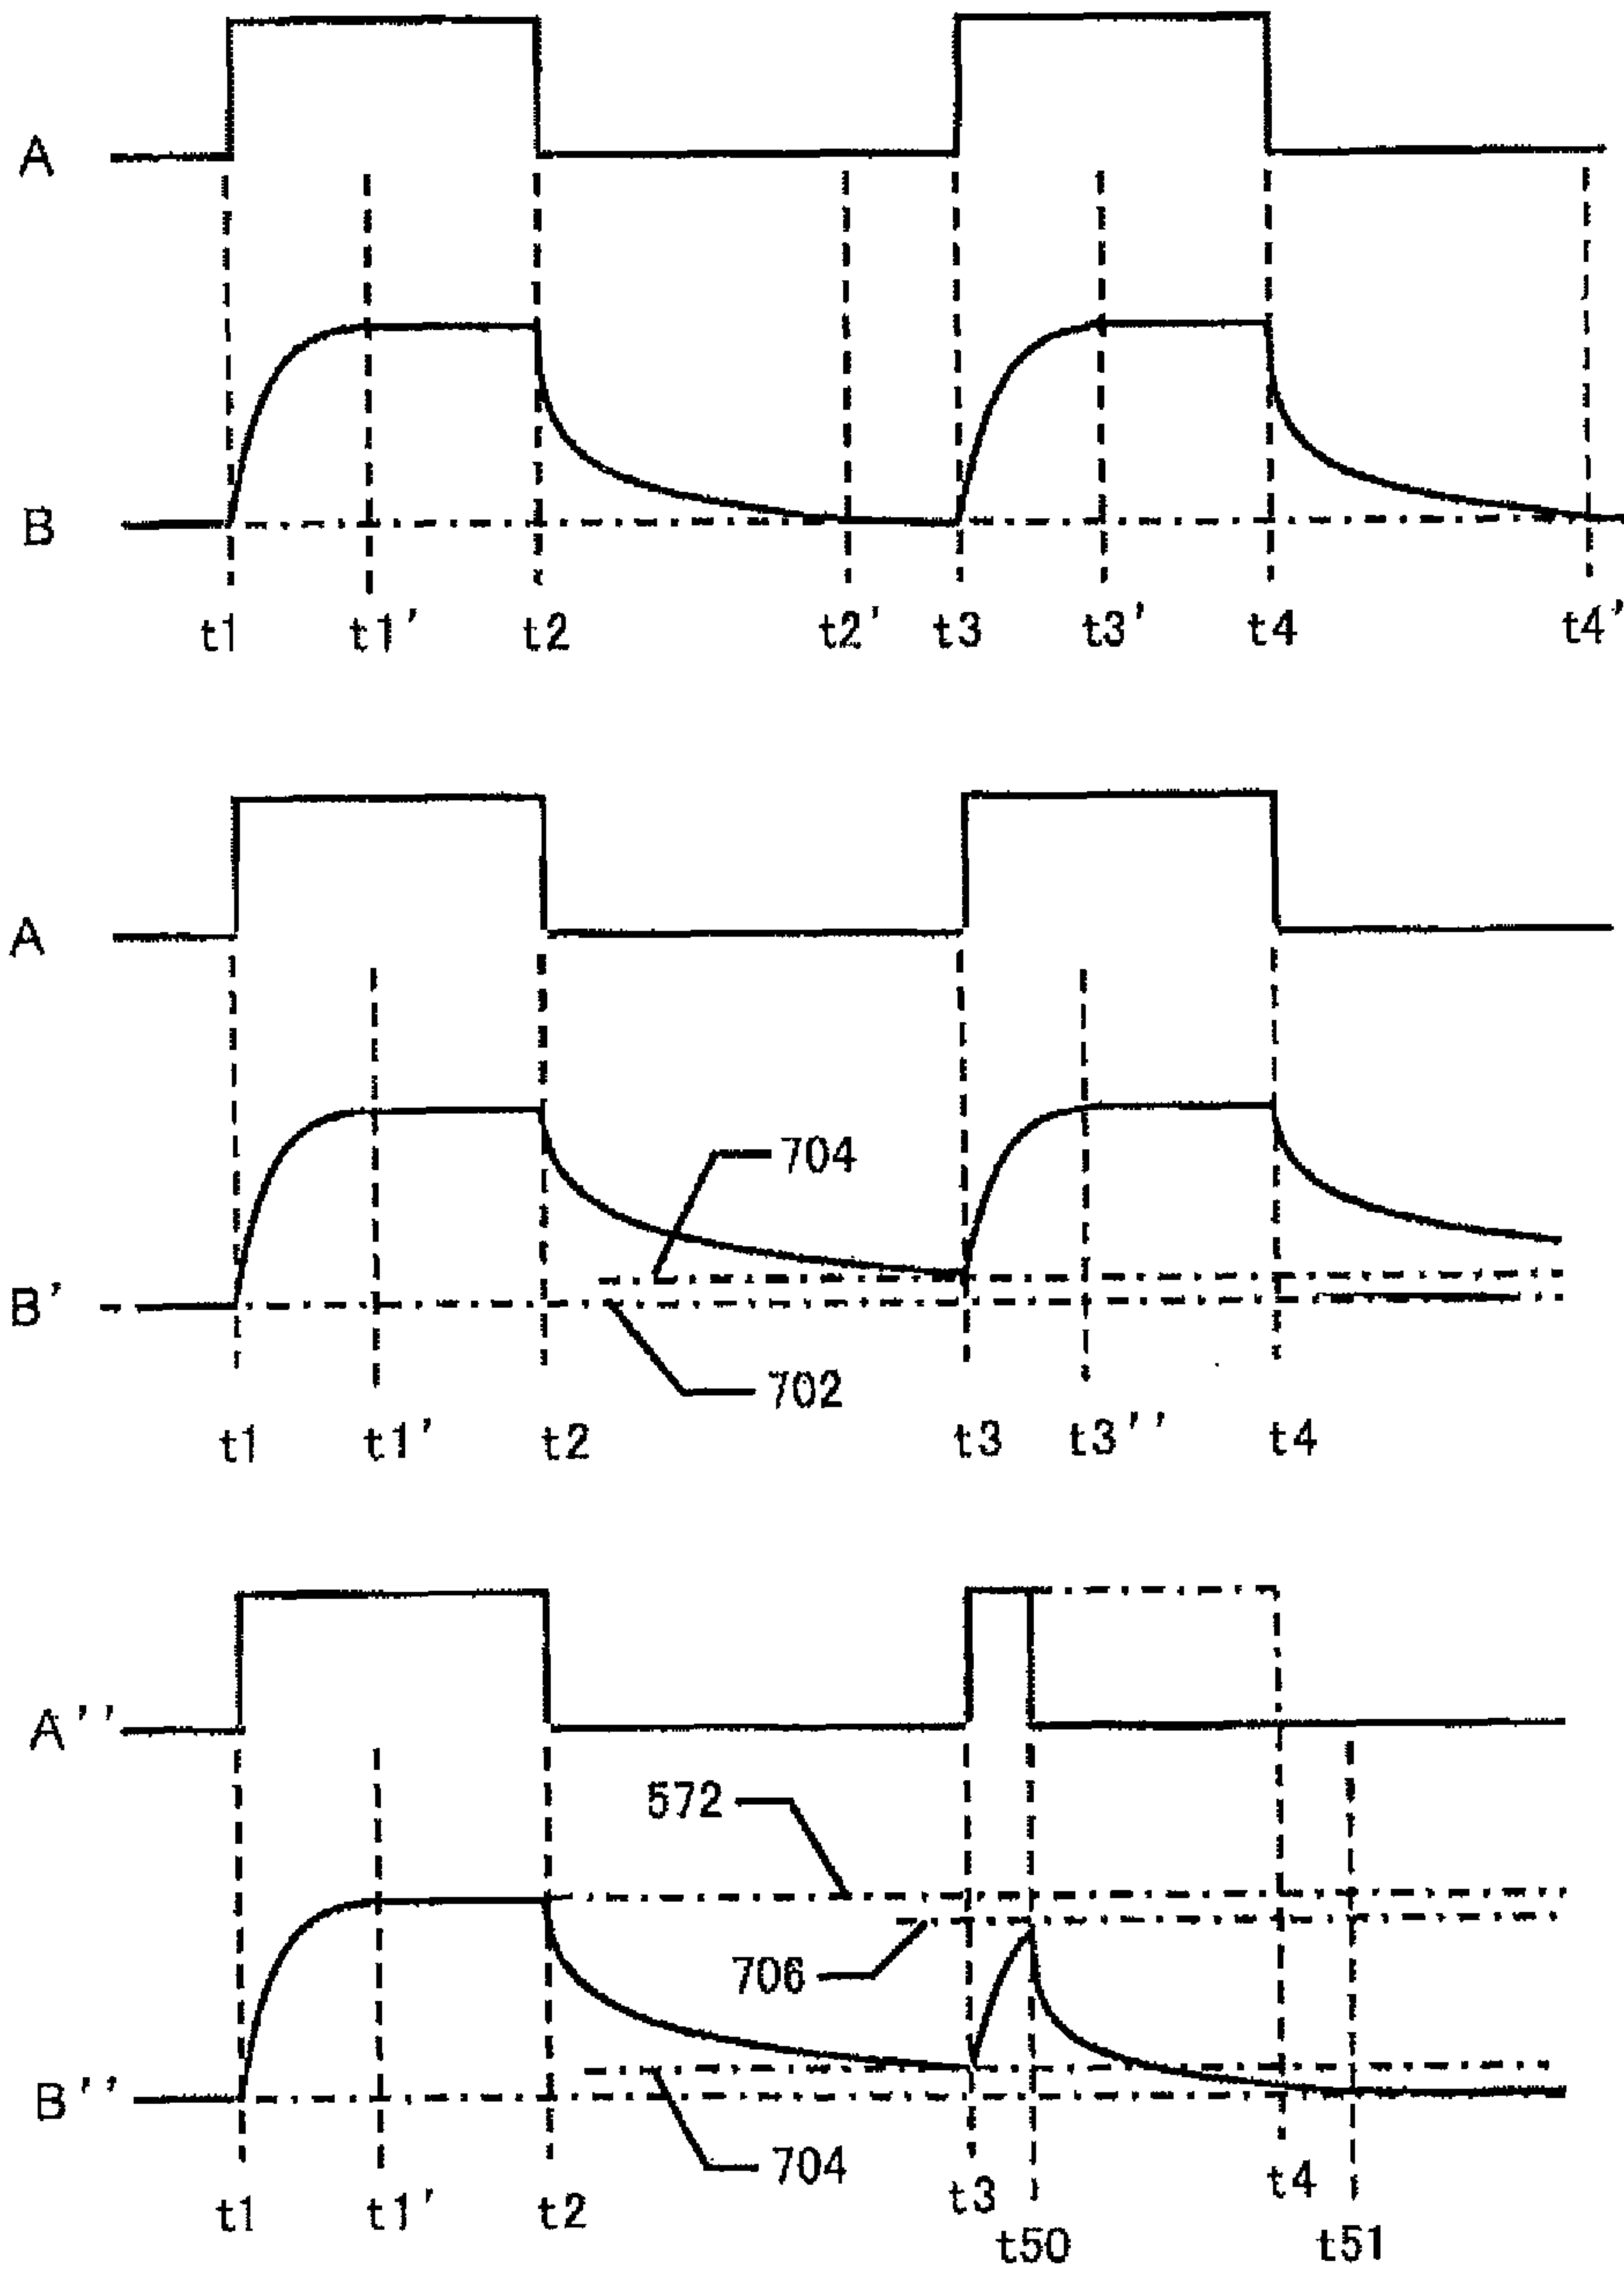 A
B
t1 t1' t2 t2' t3 t3' t4 t4'
A
704
B'
702
t1 t1' t2 t3 t3'' t4
A''
572
706
B''
704
t1 t1' t2 t3 t4
t50 t51